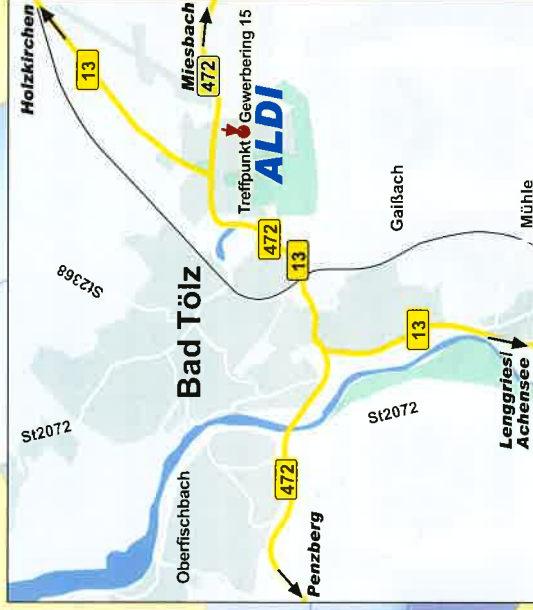 Holzkirchen
13
Miesbach
472
St2368
Treffpunkt Gewerbering 15
ALDI
St2072
Bad Tölz
472
13
Oberfischbach
472
Penzberg
Gaißach
St2072
13
Mühle
Lenggries/
Achensee